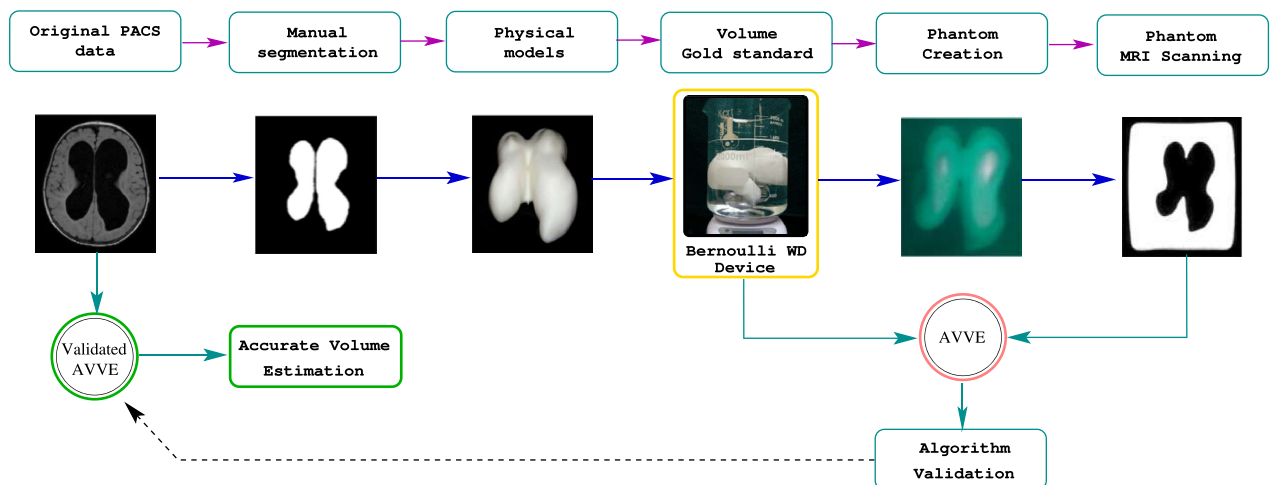 Original PACS
data
Manual
segmentation
Physical
models
Volume
Gold standard
Phantom
Creation
Phantom
MRI Scanning
Bernoulli WD
Device
Validated
AVVE
Accurate Volume
Estimation
AVVE
Algorithm
Validation